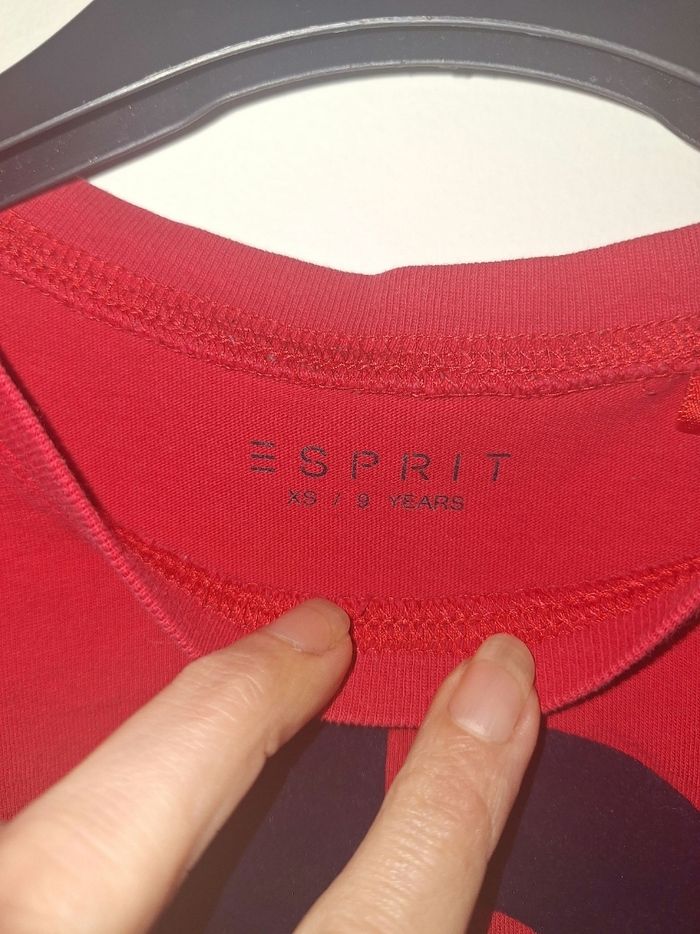 ESPRIT
XS / 9 YEARS